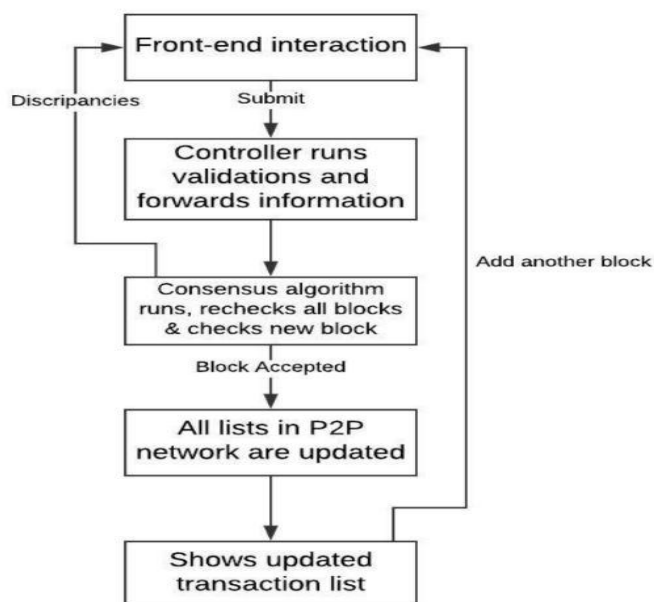 Front-end interaction
Discripancies
Submit
Controller runs
validations and
forwards information
Add another block
Consensus algorithm
runs, rechecks all blocks
& checks new block
Block Accepted
All lists in P2P
network are updated
Shows updated
transaction list